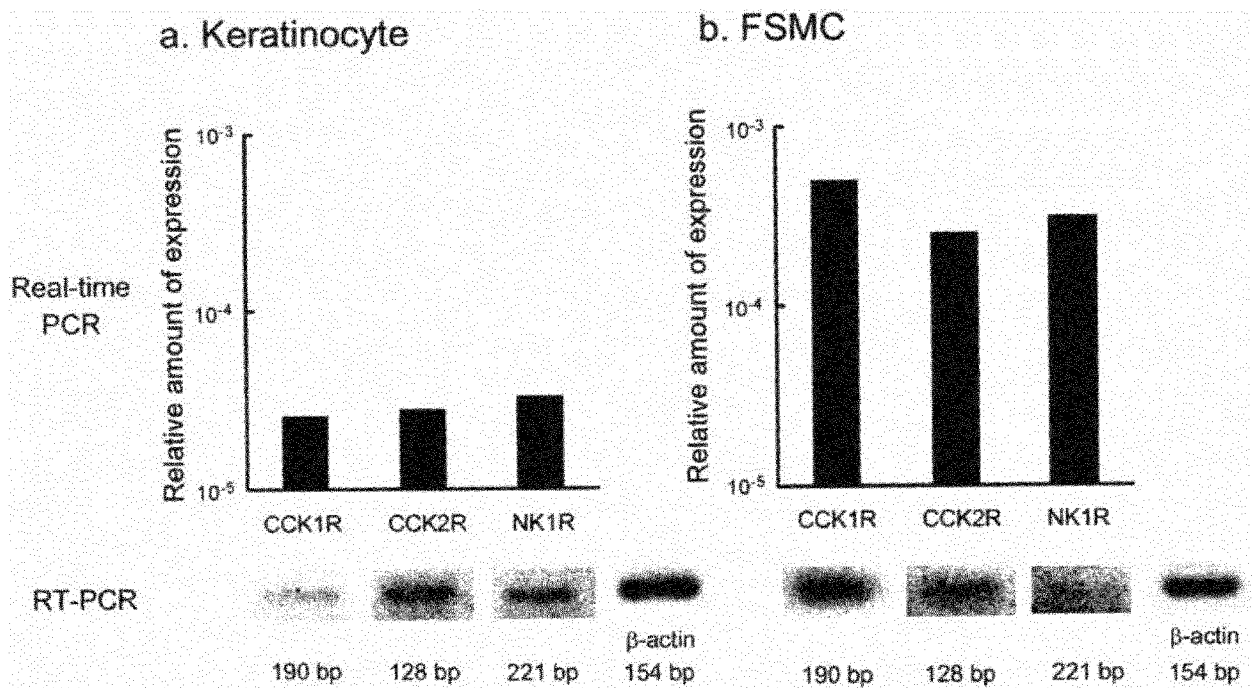 a. Keratinocyte
b. FSMC
Real-time
PCR
Relative amount of expression
10-3
10-4
10-5
CCK1R CCK2R NK1R
Relative amount of expression
10-3
10-4
10-5
CCK1R CCK2R NK1R
RT-PCR
β-actin
190 bp 128 bp 221 bp 154 bp
β-actin
190 bp 128 bp 221 bp 154 bp